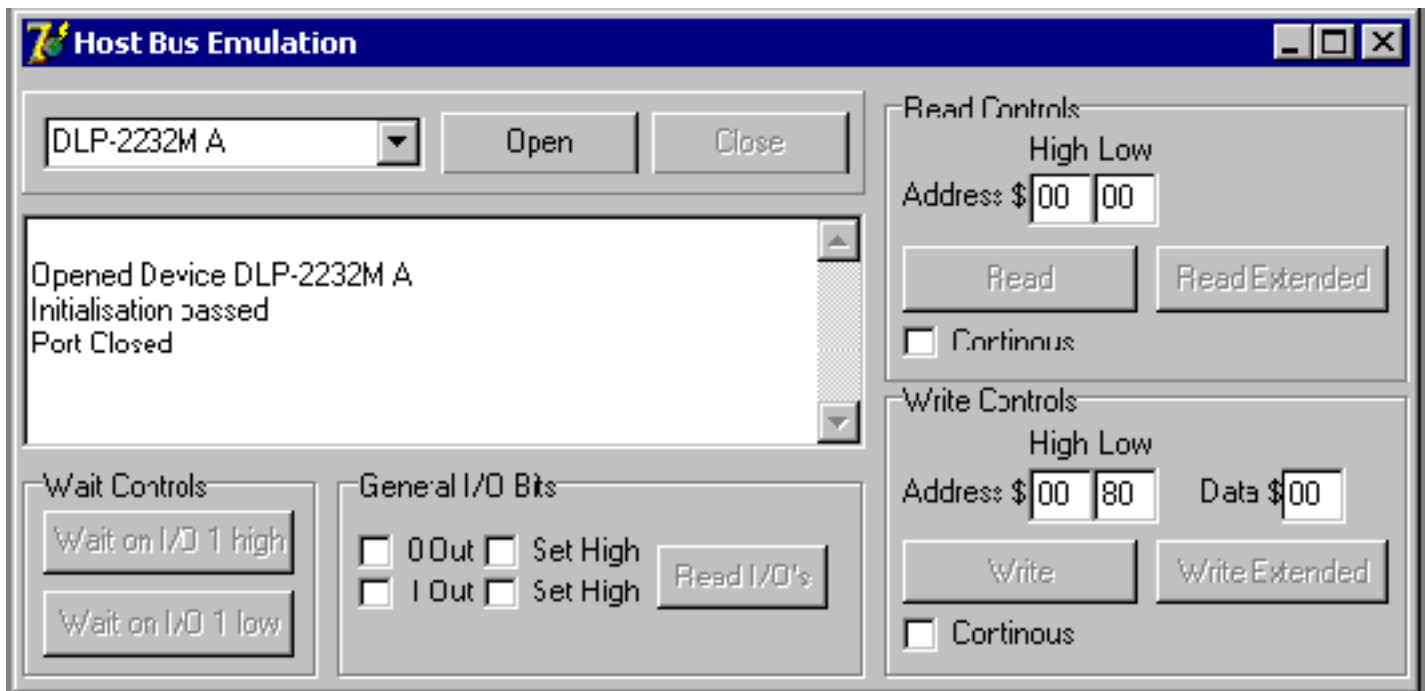 Host Bus Emulation
DLP-2232M A
Open
Close
Opened Device DLP-2232M A
Initialisation passed
Port Closed
Wait Controls
Wait on I/O 1 high
Wait on I/O 1 low
General I/O Bits
0 Out Set High
1 Out Set High
Read I/O's
Read Controls
High Low
Address $ 00 00
Read
Read Extended
Continous
Write Controls
High Low
Address $ 00 80 Data $ 00
Write
Write Extended
Continous